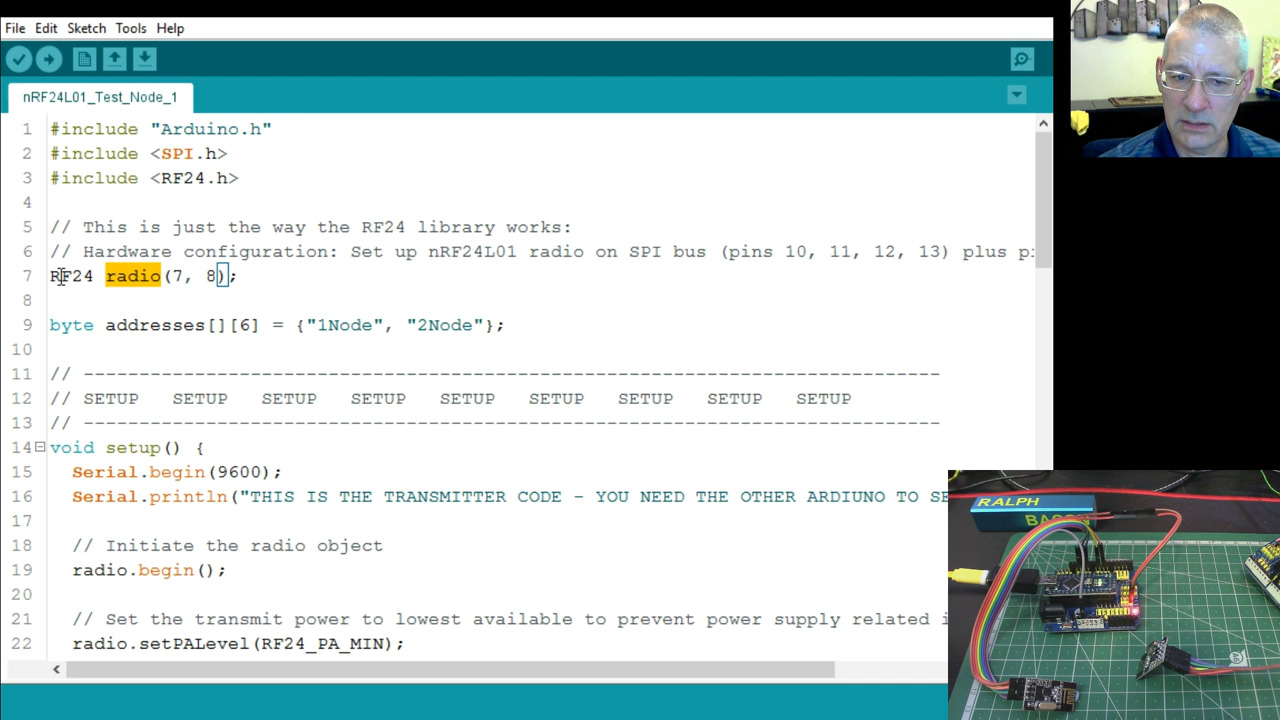 File Edit Sketch Tools Help
nRF24L01_Test_Node_1
1 #include "Arduino.h"
2 #include <SPI.h>
3 #include <RF24.h>
4
5 // This is just the way the RF24 library works:
6 // Hardware configuration: Set up nRF24L01 radio on SPI bus (pins 10, 11, 12, 13) plus pi
7 RF24 radio(7, 8);
8
9 byte addresses[][6] = {"1Node", "2Node"};
10
11 // -----------------------------------------------------------------------------
12 // SETUP SETUP SETUP SETUP SETUP SETUP SETUP SETUP SETUP
13 // -----------------------------------------------------------------------------
14 void setup() {
15 Serial.begin(9600);
16 Serial.println("THIS IS THE TRANSMITTER CODE - YOU NEED THE OTHER ARDIUNO TO SE
17
18 // Initiate the radio object
19 radio.begin();
20
21 // Set the transmit power to lowest available to prevent power supply related i
22 radio.setPALevel(RF24_PA_MIN);
RALPH